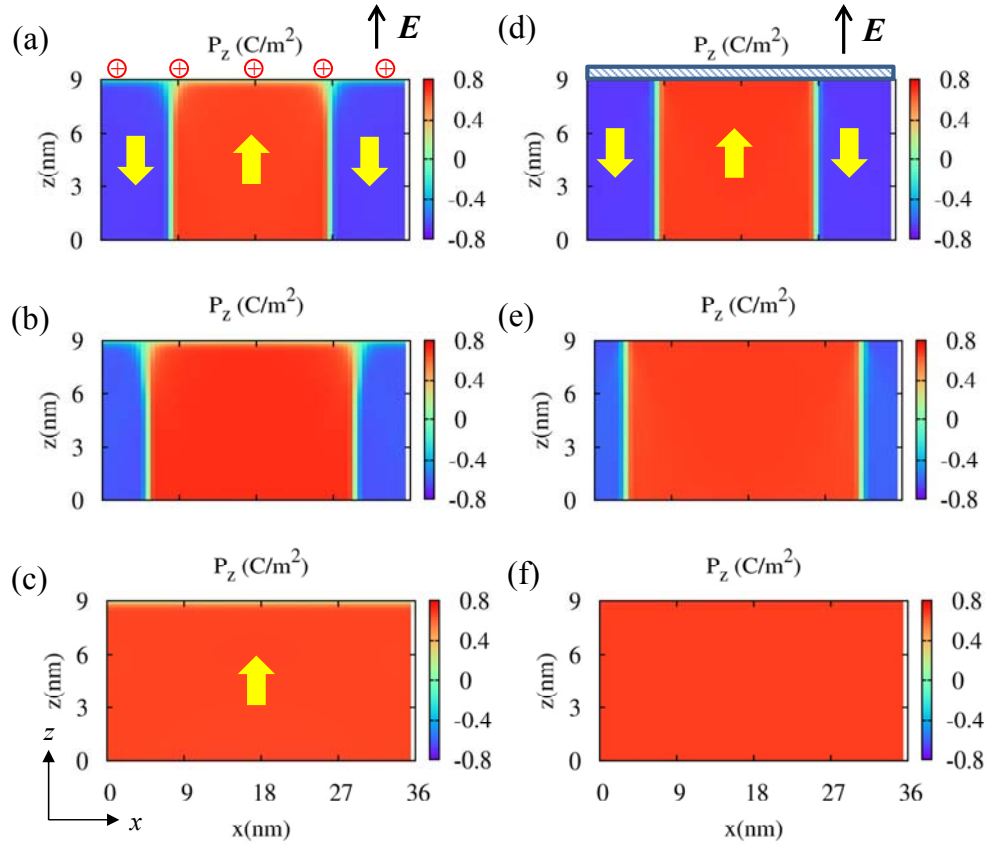 (a)
E
P_z (C/m^2)
⊕ ⊕ ⊕ ⊕ ⊕
9
6
3
0
z(nm)
0.8
0.4
0
-0.4
-0.8
(d)
E
P_z (C/m^2)
9
6
3
0
z(nm)
0.8
0.4
0
-0.4
-0.8
(b)
P_z (C/m^2)
9
6
3
0
z(nm)
0.8
0.4
0
-0.4
-0.8
(e)
P_z (C/m^2)
9
6
3
0
z(nm)
0.8
0.4
0
-0.4
-0.8
(c)
P_z (C/m^2)
9
6
3
0
z(nm)
0.8
0.4
0
-0.4
-0.8
0 9 18 27 36
x(nm)
z
x
(f)
P_z (C/m^2)
9
6
3
0
z(nm)
0.8
0.4
0
-0.4
-0.8
0 9 18 27 36
x(nm)